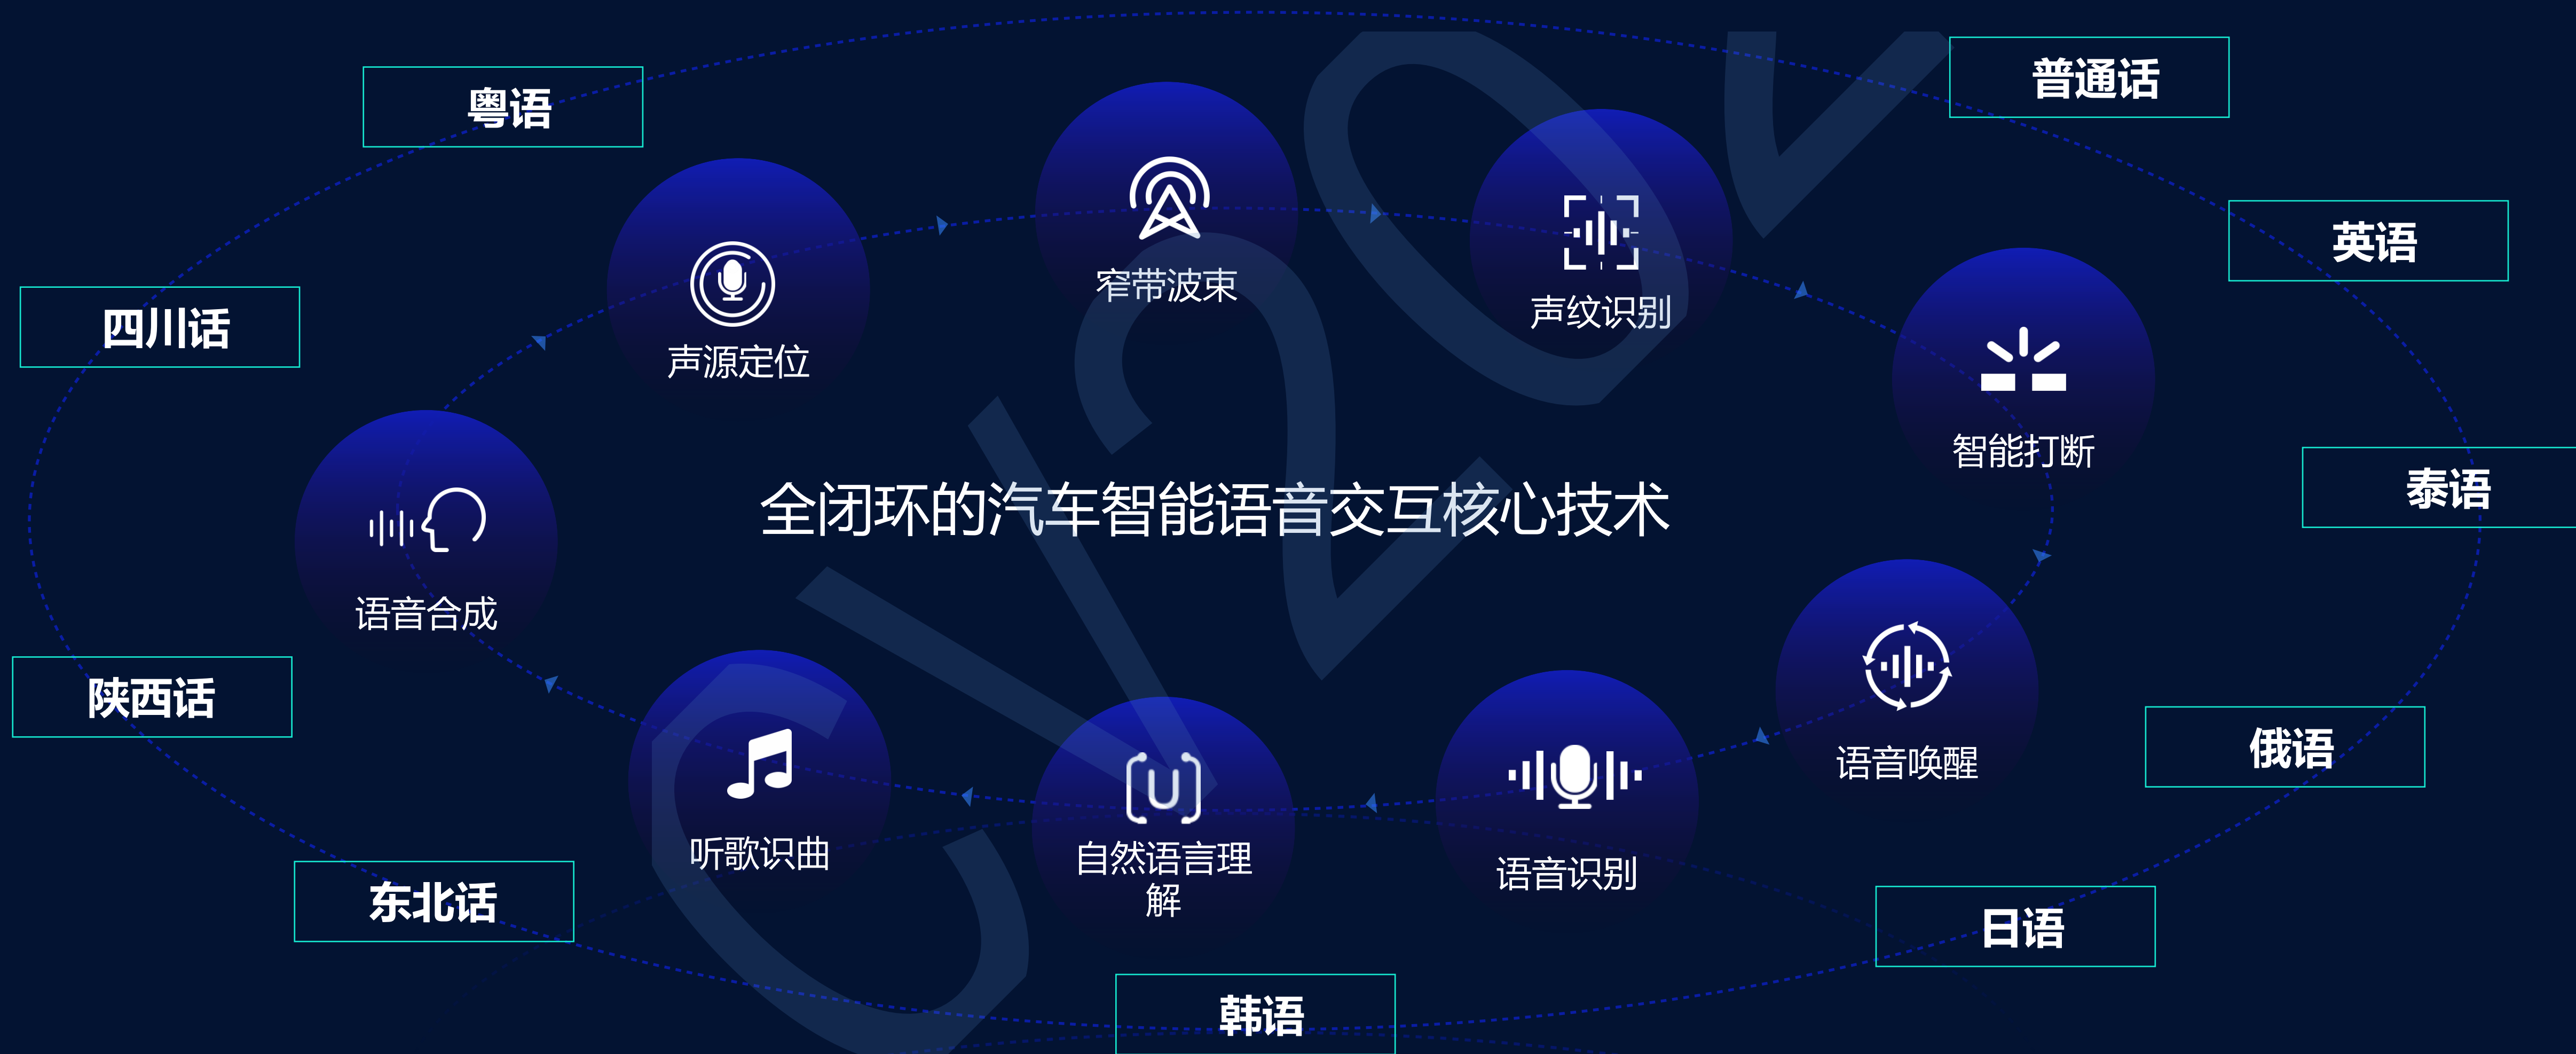 普通话
粤语
英语
窄带波束
声纹识别
四川话
声源定位
智能打断
泰语
全闭环的汽车智能语音交互核心技术
语音合成
陕西话
俄语
语音唤醒
听歌识曲
自然语言理
解
语音识别
东北话
日语
韩语
CV202